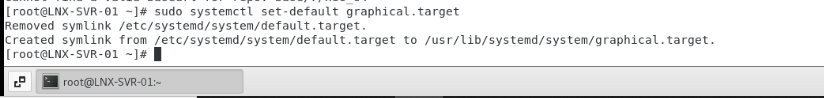 [root@LNX-SVR-01 ~]# sudo systemctl set-default graphical.target
Removed symlink /etc/systemd/system/default.target.
Created symlink from /etc/systemd/system/default.target to /usr/lib/systemd/system/graphical.target.
[root@LNX-SVR-01 ~]#
root@LNX-SVR-01:~